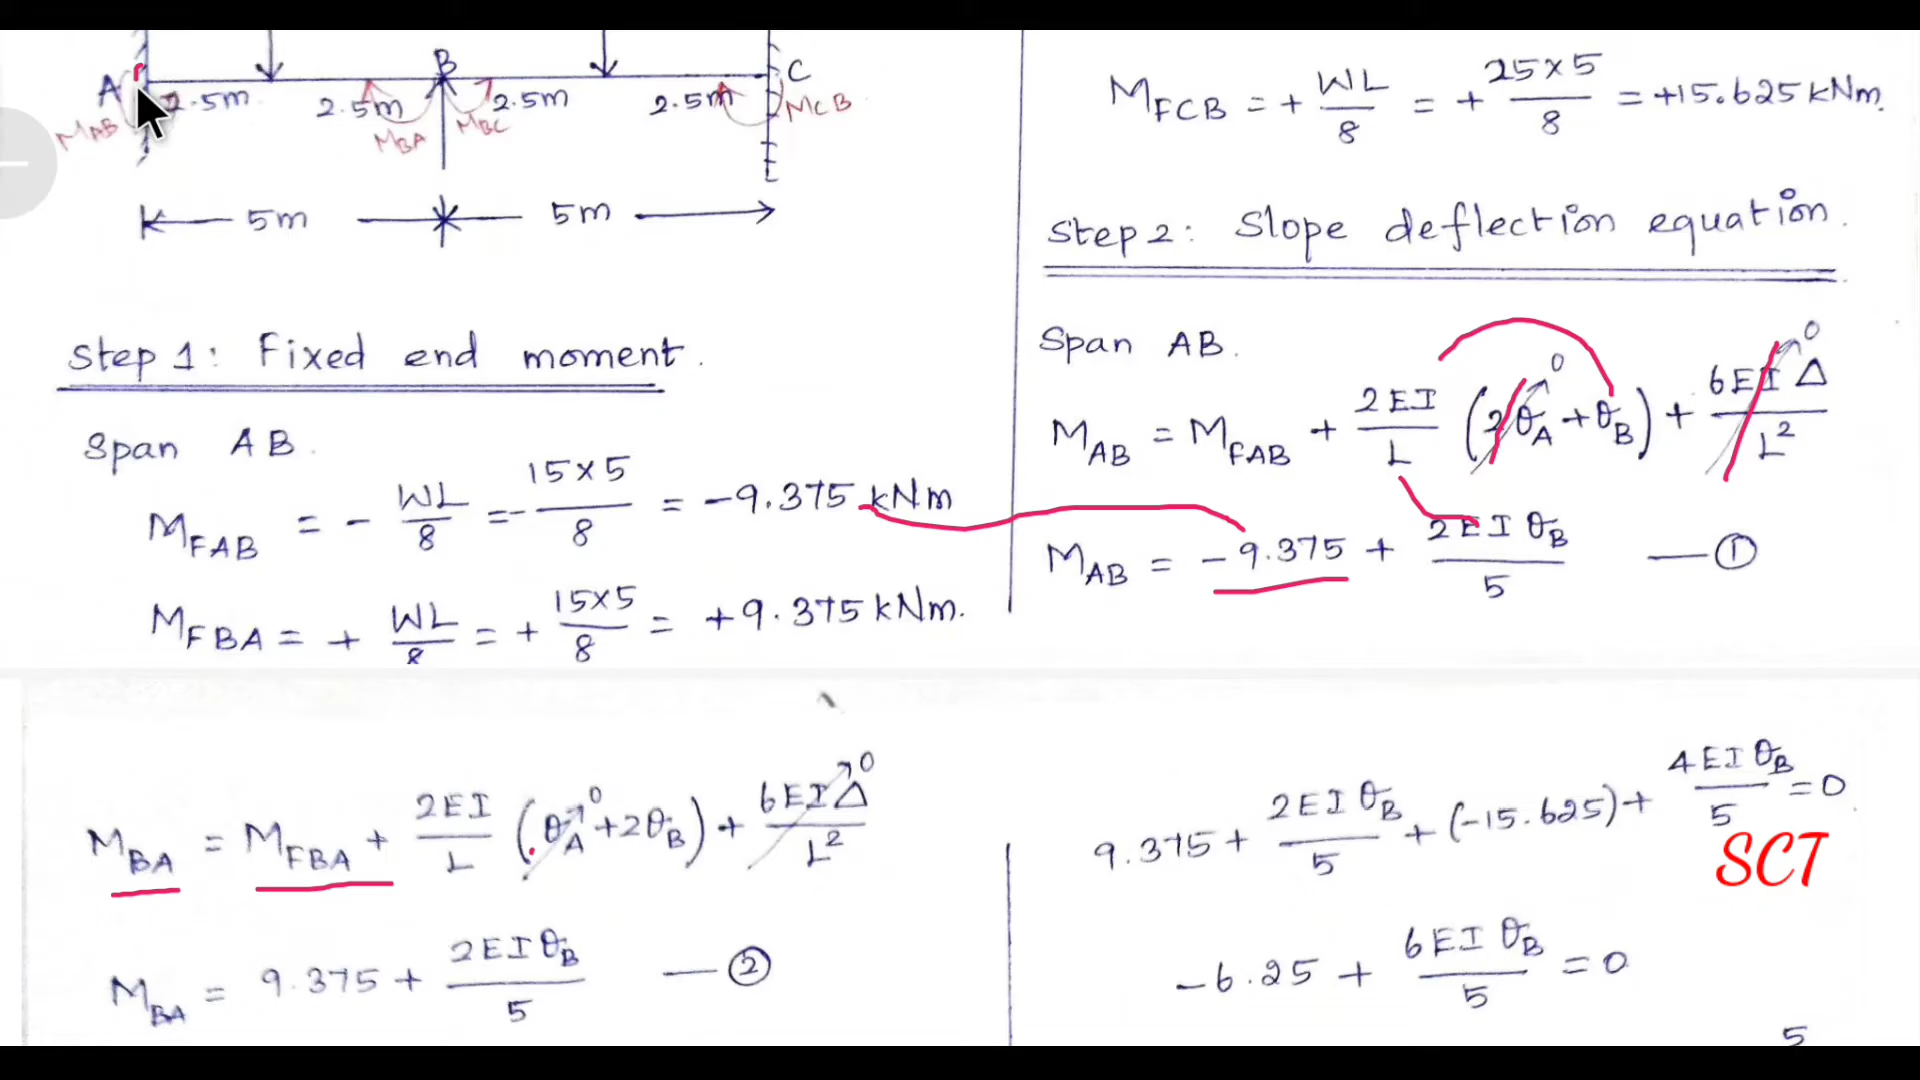 B
A
C
2.5m 2.5m 2.5m 2.5m
MAB MBA MBC MCB
5m 5m
Step 1: Fixed end moment.
Span AB.
MFAB = - WL/8 = - 15×5/8 = -9.375 kNm
MFBA = + WL/8 = + 15×5/8 = +9.375 kNm.
MFCB = + WL/8 = + 25×5/8 = +15.625 kNm.
Step 2: Slope deflection equation.
Span AB.
MAB = MFAB + 2EI/L (2θA→0 + θB) + 6EIΔ/L²→0
MAB = -9.375 + 2EIθB/5 — ①
MBA = MFBA + 2EI/L (θA→0 + 2θB) + 6EIΔ/L²→0
MBA = 9.375 + 2EIθB/5 — ②
9.375 + 2EIθB/5 + (-15.625) + 4EIθB/5 = 0
SCT
-6.25 + 6EIθB/5 = 0
5